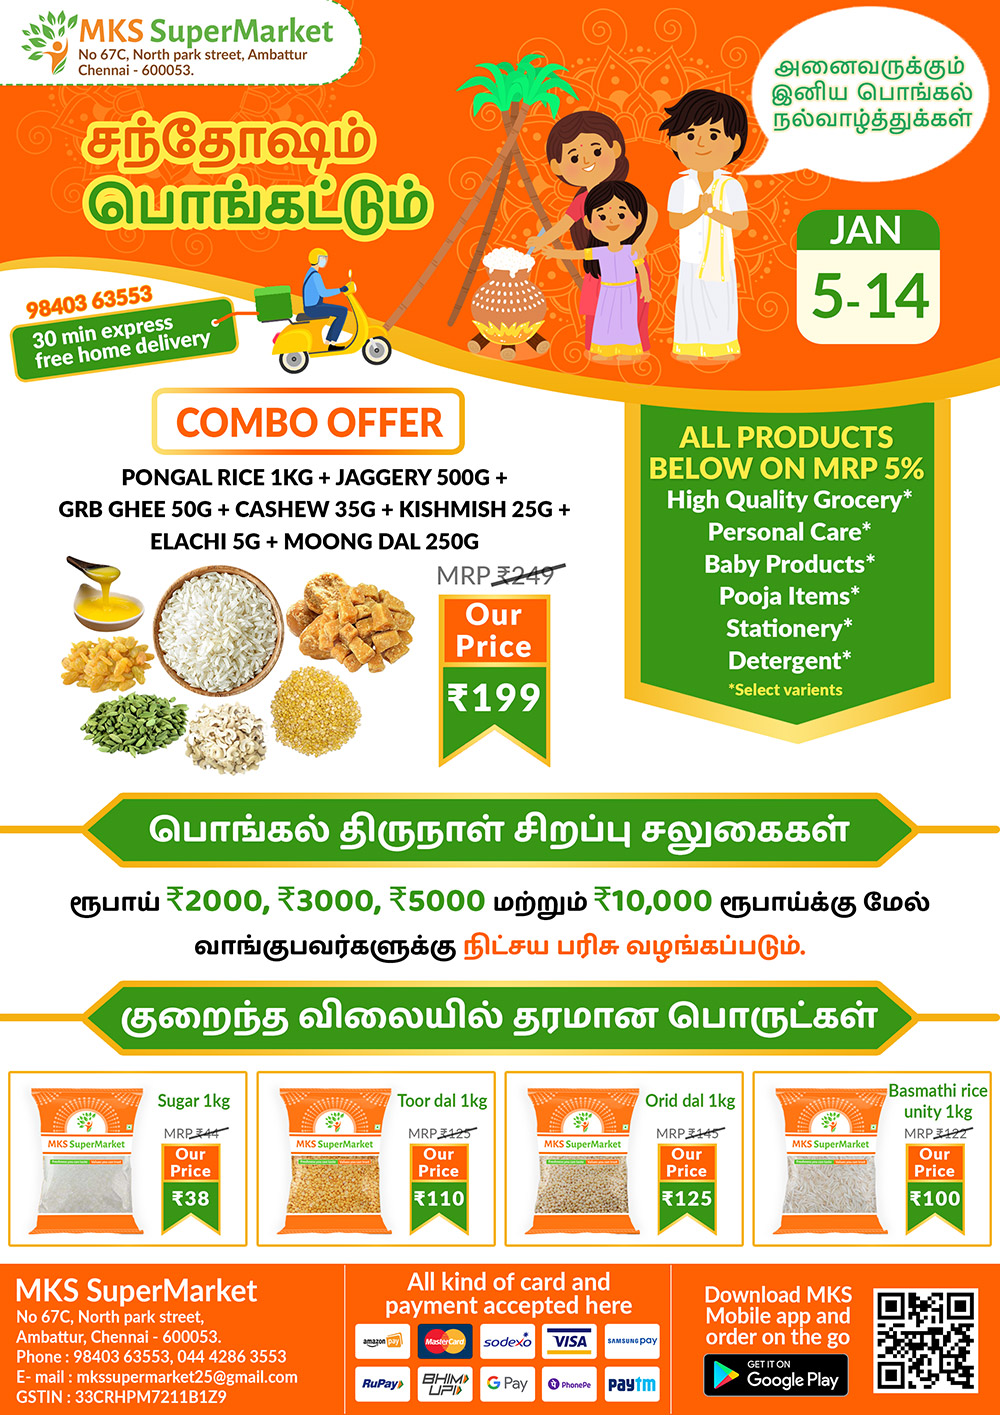 MKS SuperMarket
No 67C, North park street, Ambattur
Chennai - 600053.
சந்தோஷம்
பொங்கட்டும்
அனைவருக்கும்
இனிய பொங்கல்
நல்வாழ்த்துக்கள்
JAN
5-14
98403 63553
30 min express
free home delivery
COMBO OFFER
PONGAL RICE 1KG + JAGGERY 500G +
GRB GHEE 50G + CASHEW 35G + KISHMISH 25G +
ELACHI 5G + MOONG DAL 250G
MRP ₹249
Our
Price
₹199
ALL PRODUCTS
BELOW ON MRP 5%
High Quality Grocery*
Personal Care*
Baby Products*
Pooja Items*
Stationery*
Detergent*
*Select varients
பொங்கல் திருநாள் சிறப்பு சலுகைகள்
ரூபாய் ₹2000, ₹3000, ₹5000 மற்றும் ₹10,000 ரூபாய்க்கு மேல்
வாங்குபவர்களுக்கு நிட்சய பரிசு வழங்கப்படும்.
குறைந்த விலையில் தரமான பொருட்கள்
MKS SuperMarket
Sugar 1kg
MRP ₹44
Our
Price
₹38
MKS SuperMarket
Toor dal 1kg
MRP ₹125
Our
Price
₹110
MKS SuperMarket
Orid dal 1kg
MRP ₹145
Our
Price
₹125
MKS SuperMarket
Basmathi rice
unity 1kg
MRP ₹122
Our
Price
₹100
MKS SuperMarket
No 67C, North park street,
Ambattur, Chennai - 600053.
Phone : 98403 63553, 044 4286 3553
E- mail : mkssupermarket25@gmail.com
GSTIN : 33CRHPM7211B1Z9
All kind of card and
payment accepted here
amazon pay
MasterCard
sodexo
VISA
SAMSUNG pay
RuPay
BHIM
UPI
G Pay
PhonePe
paytm
Download MKS
Mobile app and
order on the go
GET IT ON
Google Play